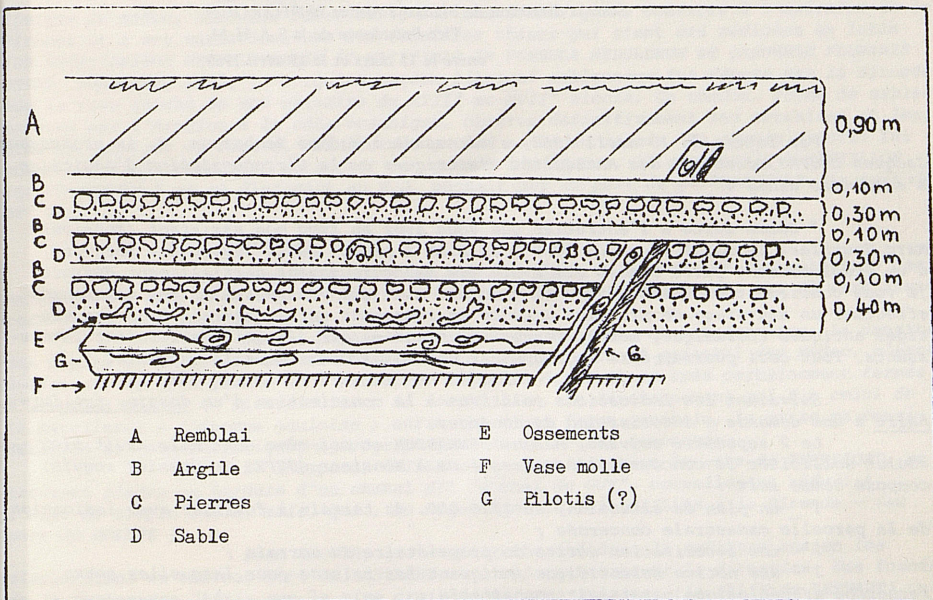 A
0,90 m
B
0,10 m
C
D
0,30 m
B
0,10 m
C
D
0,30 m
B
0,10 m
C
D
0,40 m
E
G
G
F
A Remblai
B Argile
C Pierres
D Sable
E Ossements
F Vase molle
G Pilotis (?)